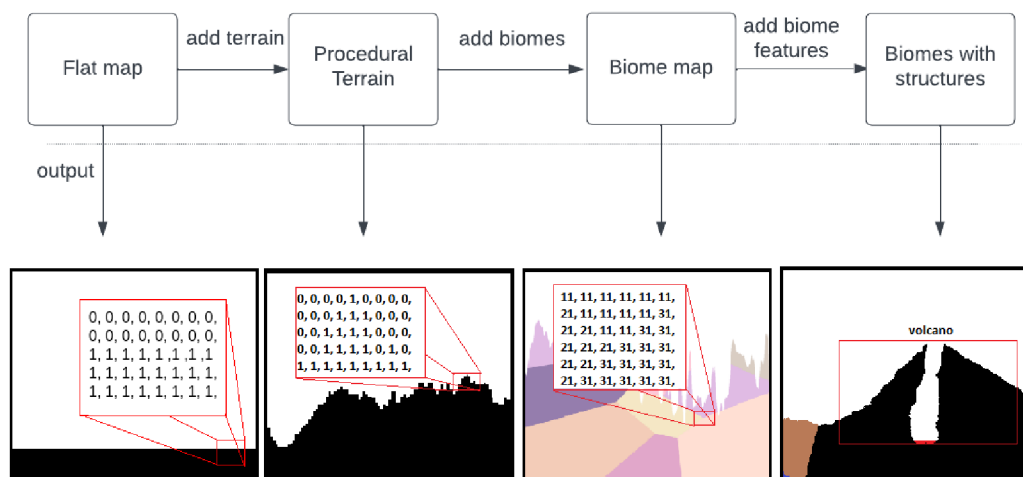 Flat map
add terrain
Procedural
Terrain
add biomes
Biome map
add biome
features
Biomes with
structures
output
0, 0, 0, 0, 0, 0, 0, 0,
0, 0, 0, 0, 0, 0, 0, 0,
1, 1, 1, 1, 1, 1, 1, 1
1, 1, 1, 1, 1, 1, 1, 1,
1, 1, 1, 1, 1, 1, 1, 1,
0, 0, 0, 0, 1, 0, 0, 0, 0,
0, 0, 0, 1, 1, 1, 0, 0, 0,
0, 0, 1, 1, 1, 1, 0, 0, 0,
0, 0, 1, 1, 1, 1, 0, 1, 0,
1, 1, 1, 1, 1, 1, 1, 1, 1,
11, 11, 11, 11, 11, 11,
21, 11, 11, 11, 11, 31,
21, 21, 11, 11, 31, 31,
21, 21, 21, 31, 31, 31,
21, 21, 31, 31, 31, 31,
21, 31, 31, 31, 31, 31,
volcano